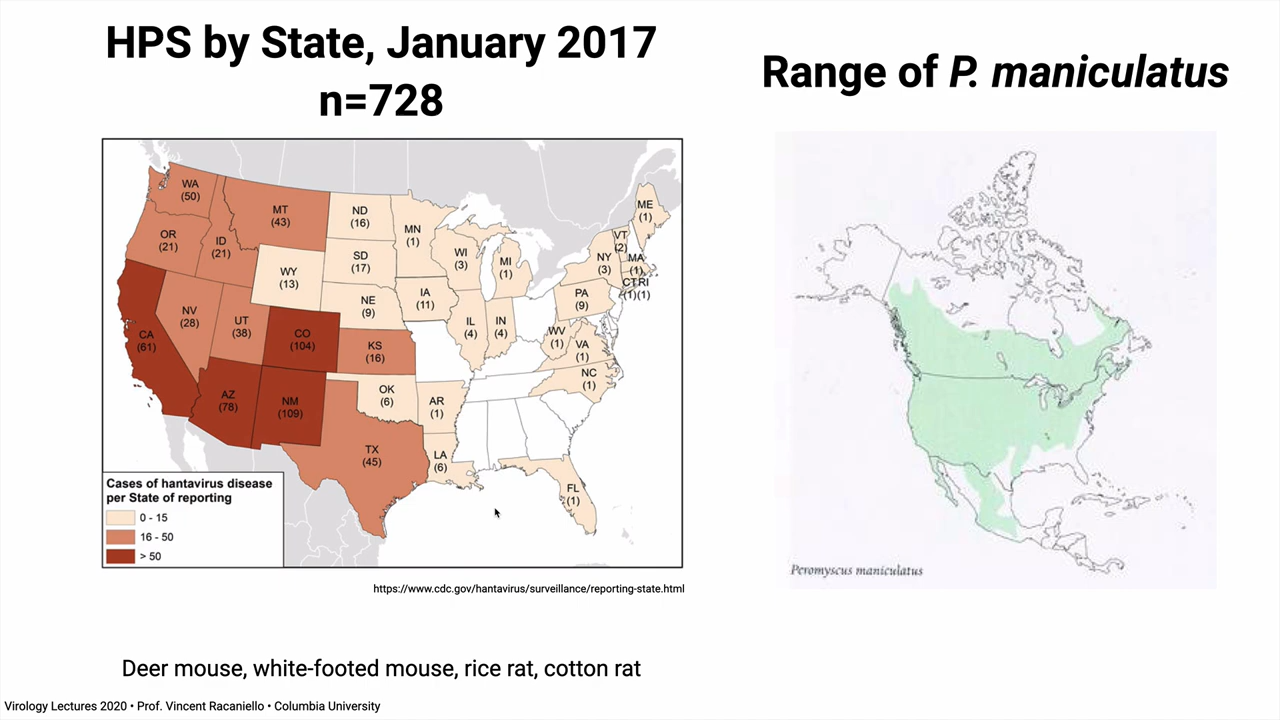 HPS by State, January 2017
n=728
Range of P. maniculatus
WA
(50)
MT
(43)
ND
(16)
MN
(1)
ME
(1)
OR
(21)
ID
(21)
SD
(17)
WI
(3)
MI
(1)
VT
(2)
NY
(3)
MA
(1)
CT
(1)
RI
(1)
WY
(13)
IA
(11)
NE
(9)
PA
(9)
NV
(28)
UT
(38)
CO
(104)
KS
(16)
IL
(4)
IN
(4)
WV
(1)
VA
(1)
NC
(1)
CA
(61)
AZ
(78)
NM
(109)
OK
(6)
AR
(1)
TX
(45)
LA
(6)
FL
(1)
Cases of hantavirus disease
per State of reporting
0 - 15
16 - 50
> 50
Peromyscus maniculatus
https://www.cdc.gov/hantavirus/surveillance/reporting-state.html
Deer mouse, white-footed mouse, rice rat, cotton rat
Virology Lectures 2020 • Prof. Vincent Racaniello • Columbia University